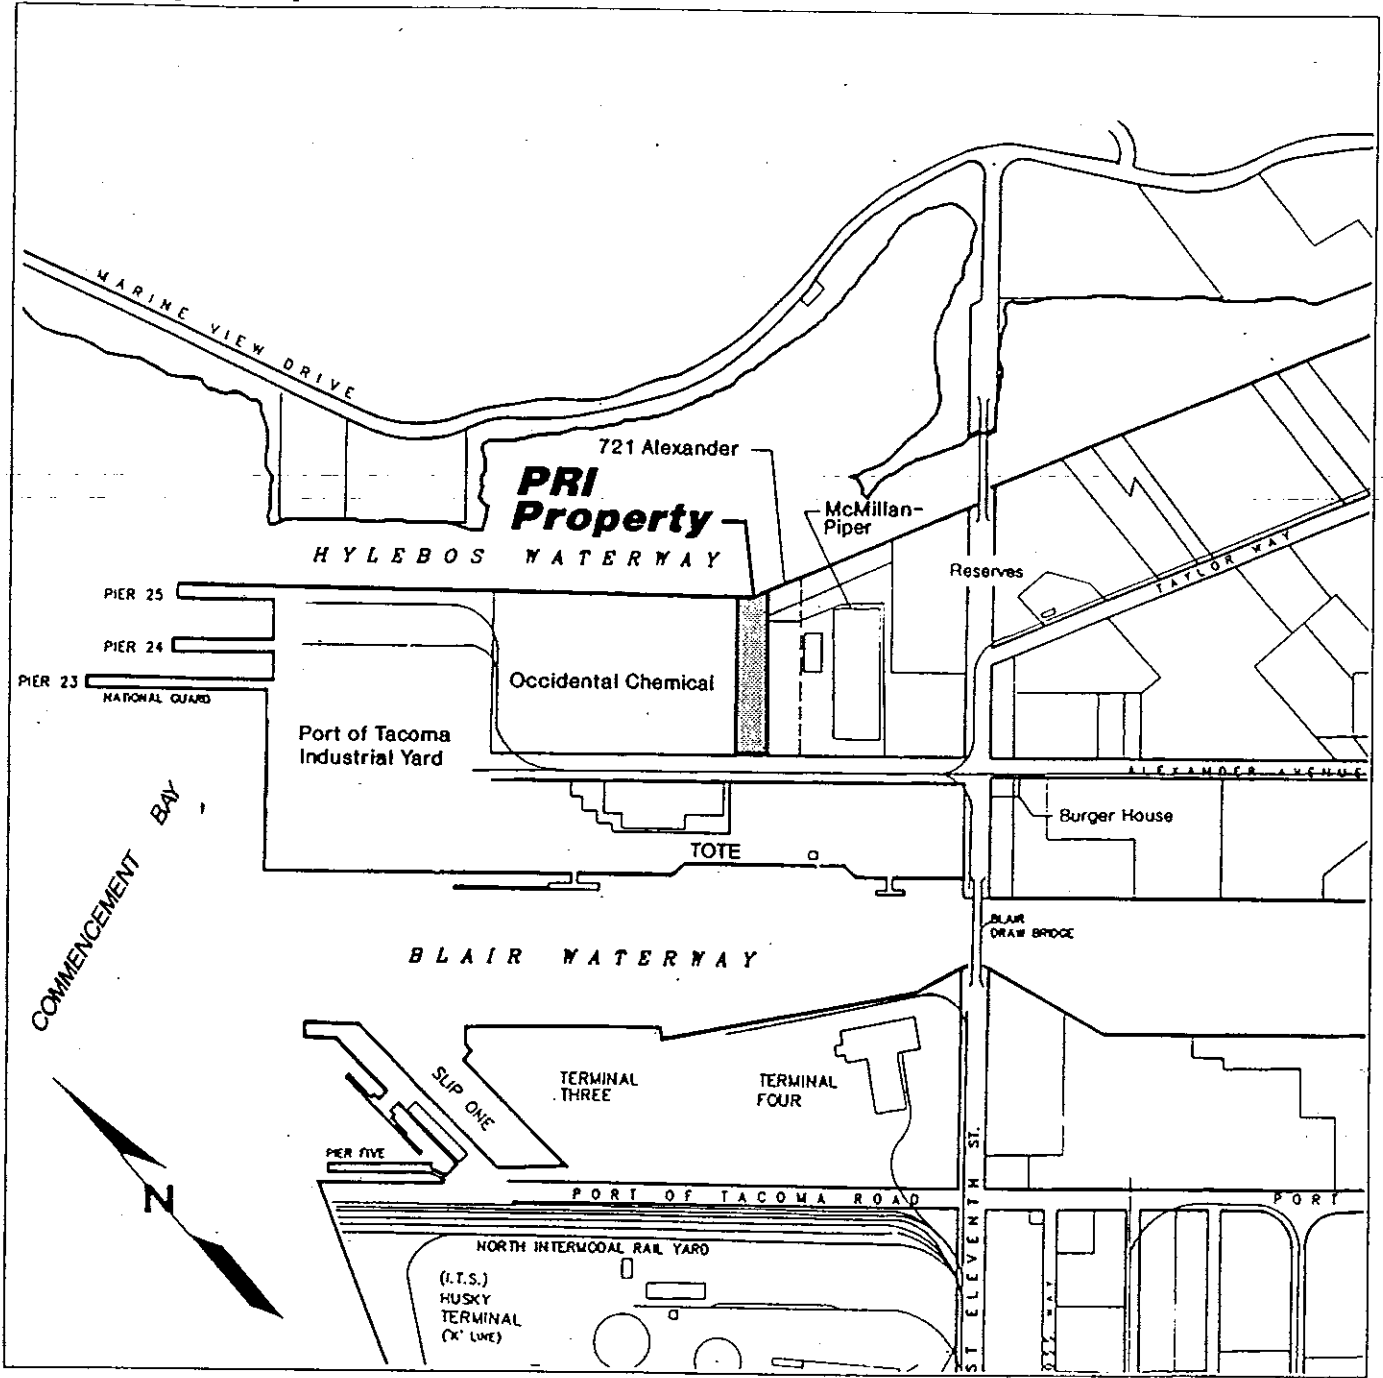 MARINE VIEW DRIVE
721 Alexander
PRI
Property
McMillan-
Piper
HYLEBOS WATERWAY
Reserves
TAYLOR WAY
PIER 25
PIER 24
PIER 23
NATIONAL GUARD
Occidental Chemical
Port of Tacoma
Industrial Yard
ALEXANDER AVENUE
Burger House
TOTE
COMMENCEMENT BAY
BLAIR
DRAW BRIDGE
BLAIR WATERWAY
SLIP ONE
TERMINAL
THREE
TERMINAL
FOUR
PIER FIVE
N
PORT OF TACOMA ROAD
PORT
ST ELEVENTH ST.
NORTH INTERMODAL RAIL YARD
(I.T.S.)
HUSKY
TERMINAL
("K" LINE)
WAY